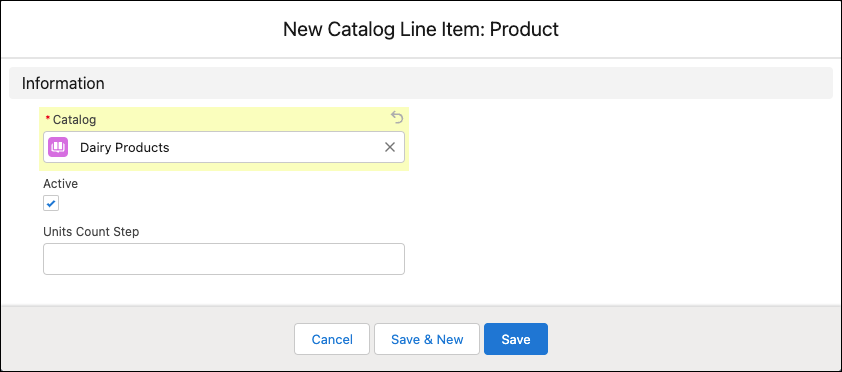 New Catalog Line Item: Product
Information
* Catalog
Dairy Products
Active
Units Count Step
Cancel
Save & New
Save